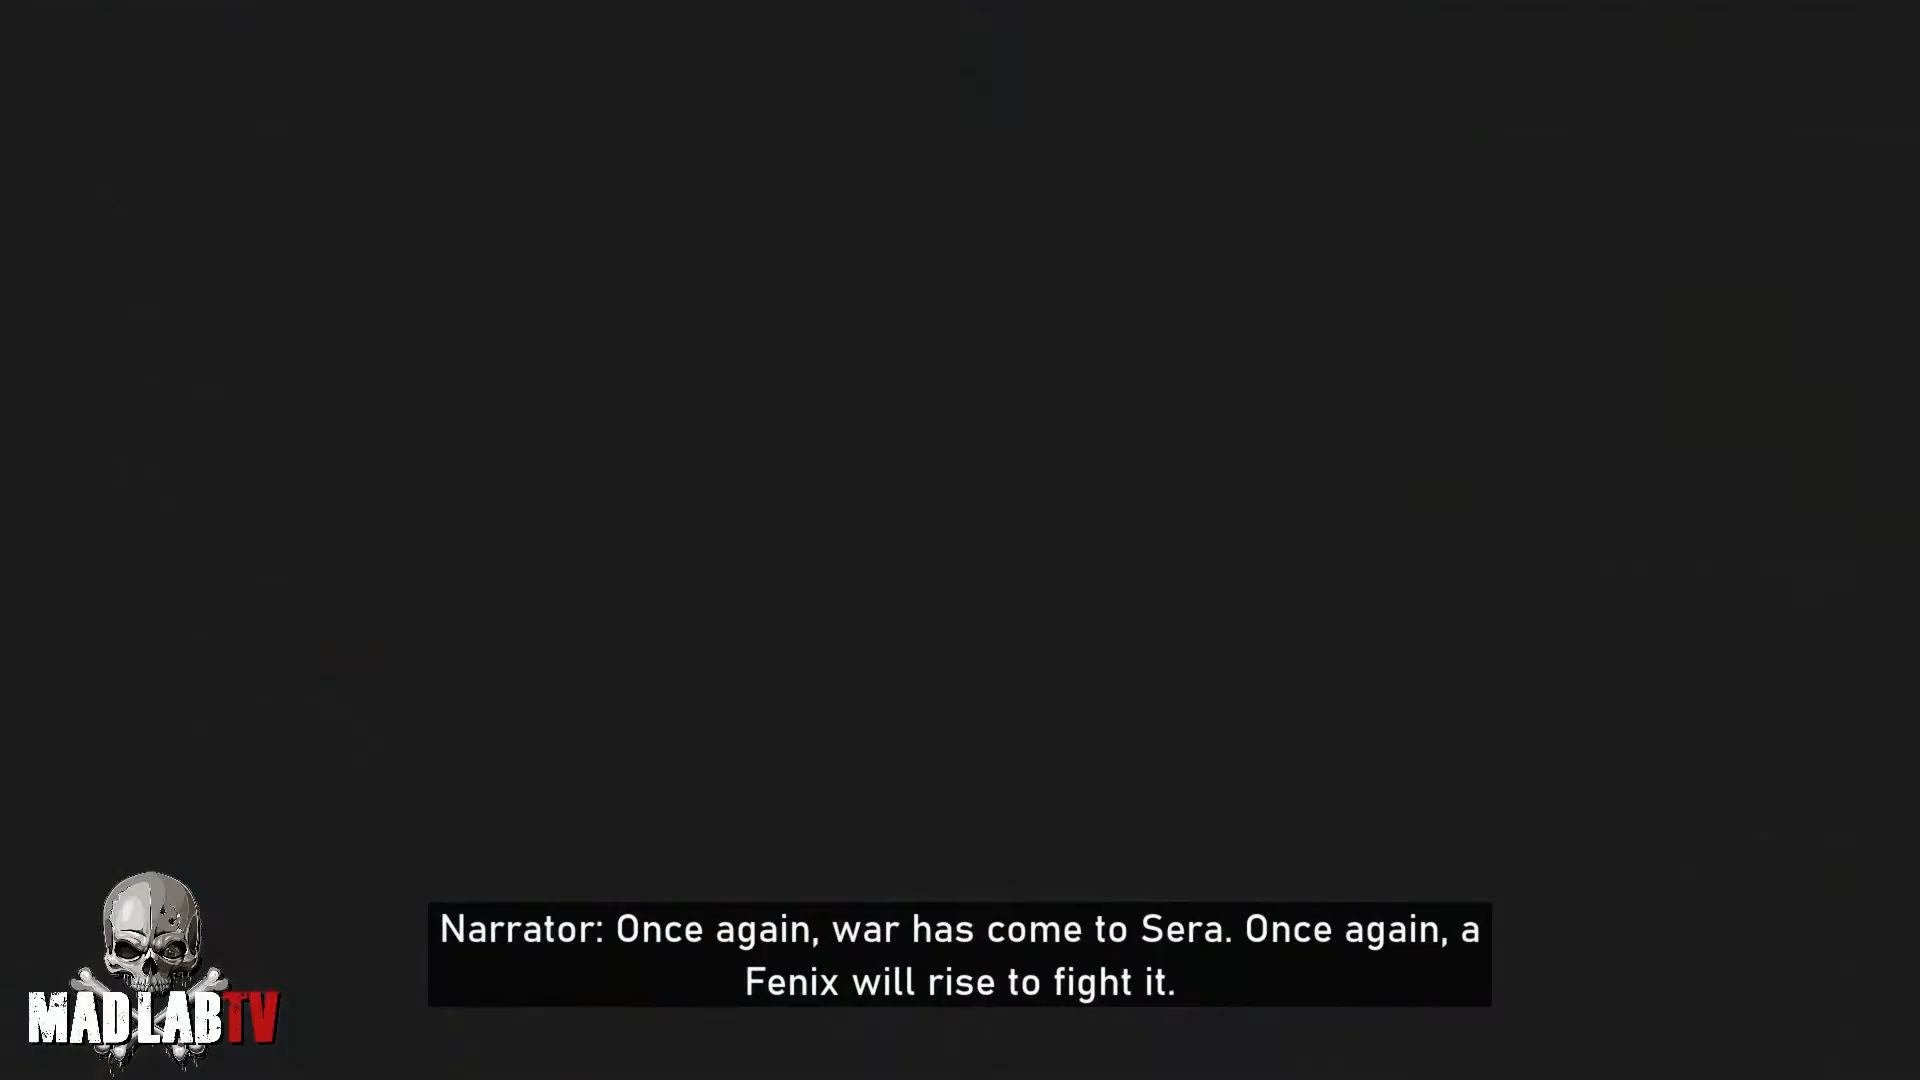 Narrator: Once again, war has come to Sera. Once again, a
Fenix will rise to fight it.
MADLABTV